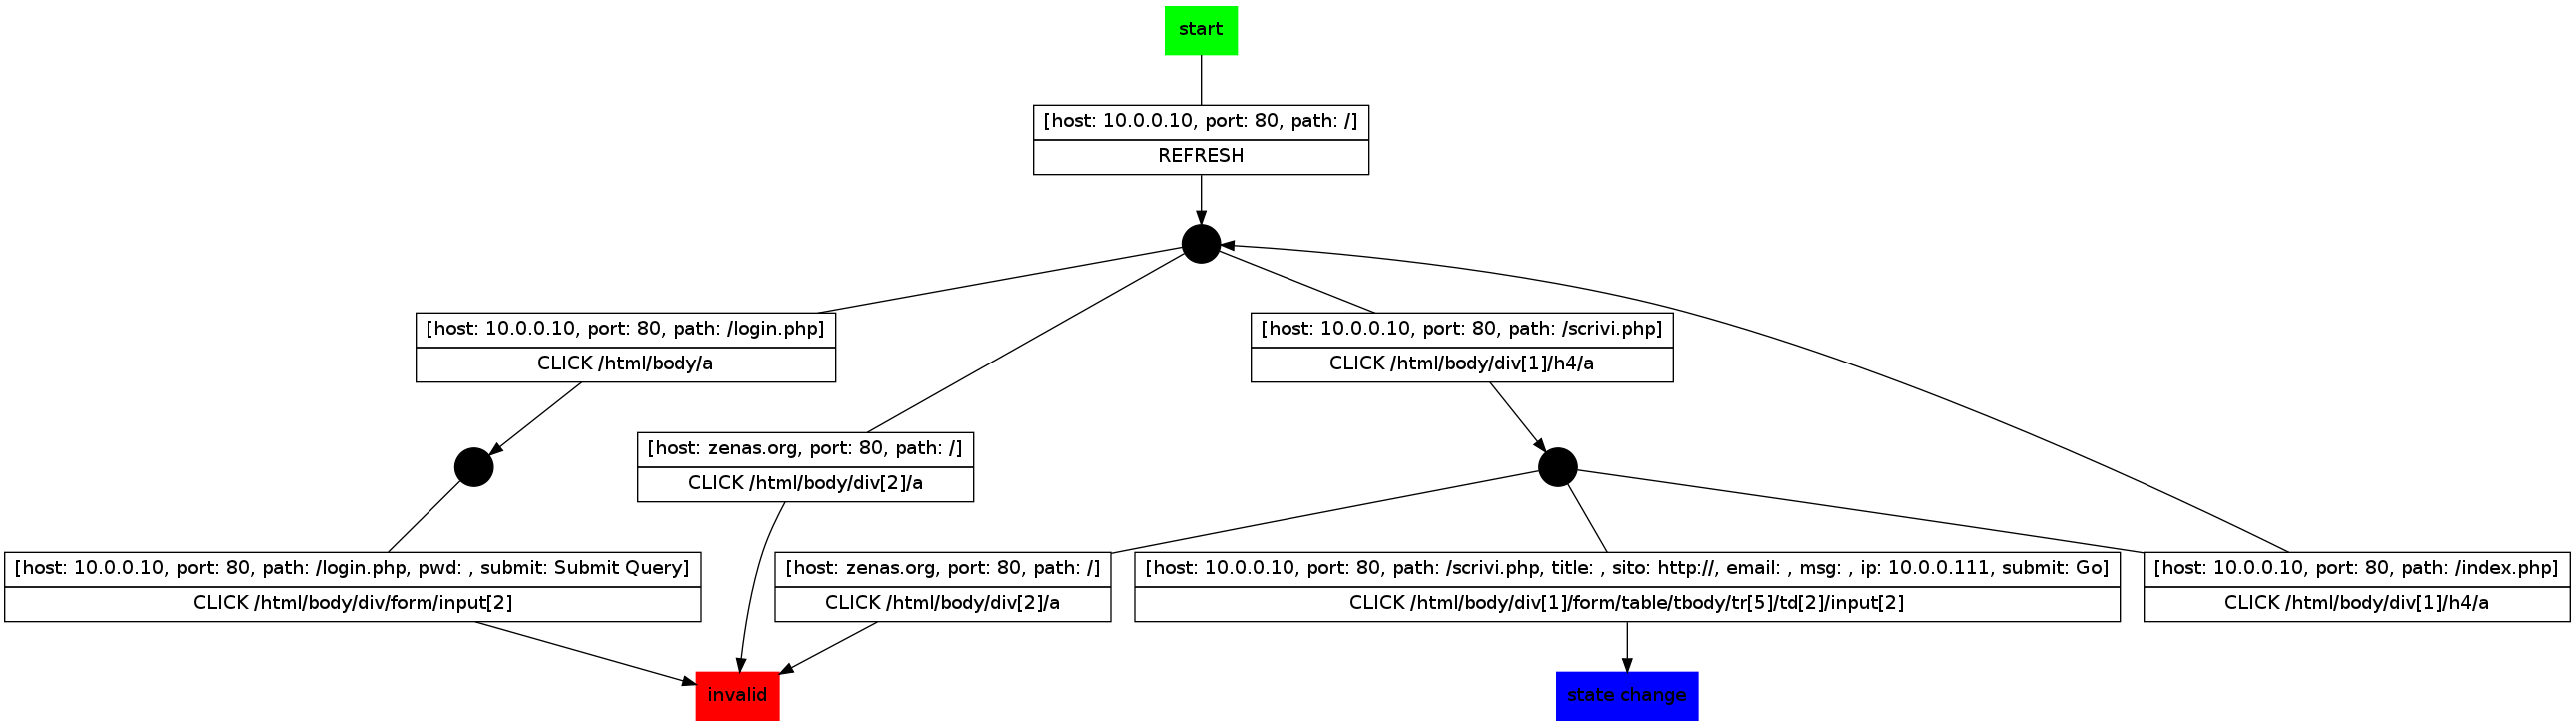 start
[host: 10.0.0.10, port: 80, path: /]
REFRESH
[host: 10.0.0.10, port: 80, path: /login.php]
CLICK /html/body/a
[host: 10.0.0.10, port: 80, path: /scrivi.php]
CLICK /html/body/div[1]/h4/a
[host: zenas.org, port: 80, path: /]
CLICK /html/body/div[2]/a
[host: 10.0.0.10, port: 80, path: /login.php, pwd: , submit: Submit Query]
CLICK /html/body/div/form/input[2]
[host: zenas.org, port: 80, path: /]
CLICK /html/body/div[2]/a
[host: 10.0.0.10, port: 80, path: /scrivi.php, title: , sito: http://, email: , msg: , ip: 10.0.0.111, submit: Go]
CLICK /html/body/div[1]/form/table/tbody/tr[5]/td[2]/input[2]
[host: 10.0.0.10, port: 80, path: /index.php]
CLICK /html/body/div[1]/h4/a
invalid
state change